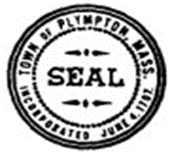 TOWN OF PLYMPTON, MASS.
SEAL
INCORPORATED JUNE 4, 1707.